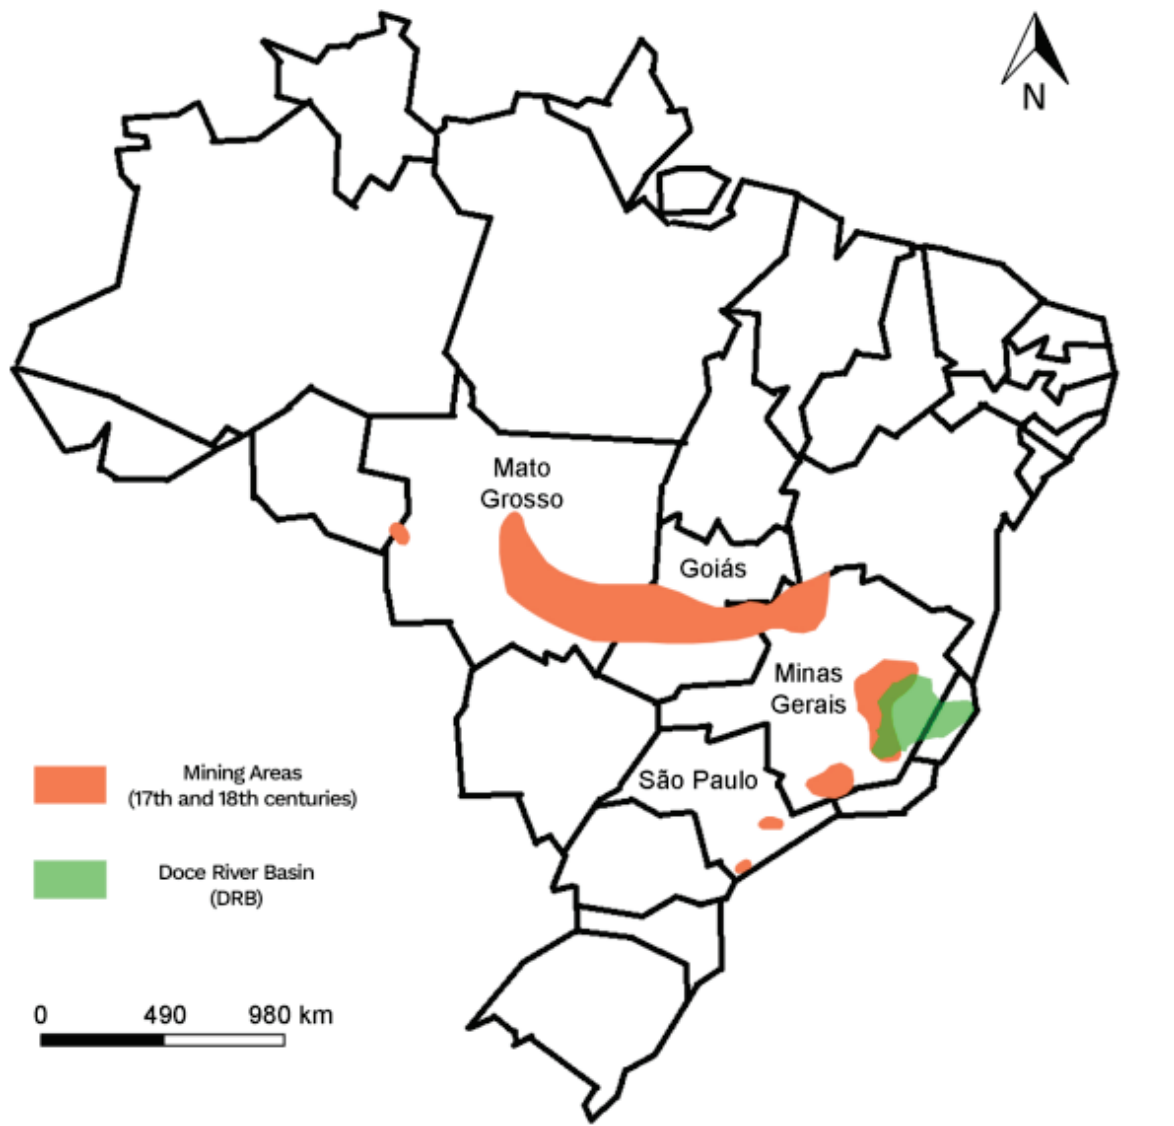 N
Mato
Grosso
Goiás
Minas
Gerais
São Paulo
Mining Areas
(17th and 18th centuries)
Doce River Basin
(DRB)
0 490 980 km